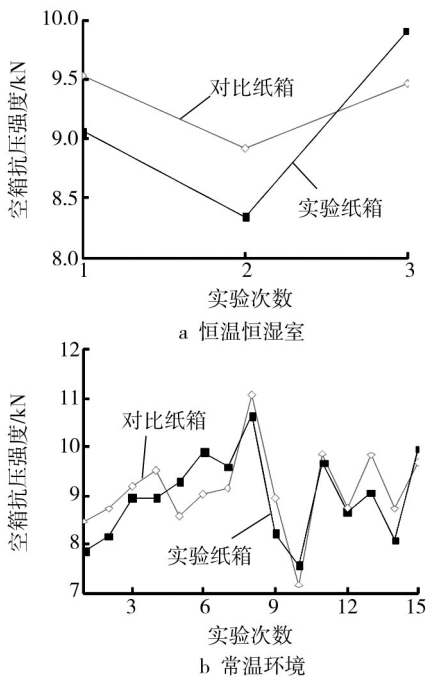 10.0
9.5
9.0
8.5
8.0
空箱抗压强度/kN
对比纸箱
实验纸箱
1 2 3
实验次数
a 恒温恒湿室
12
11
10
9
8
7
空箱抗压强度/kN
对比纸箱
实验纸箱
3 6 9 12 15
实验次数
b 常温环境